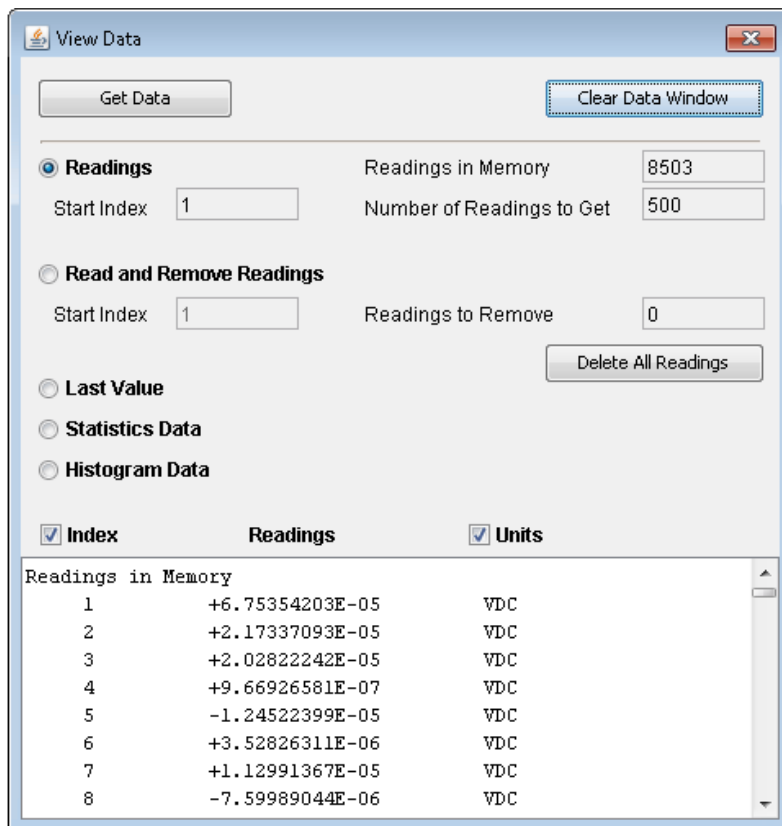 View Data
Get Data Clear Data Window
Readings Readings in Memory 8503
Start Index 1 Number of Readings to Get 500
Read and Remove Readings
Start Index 1 Readings to Remove 0
Delete All Readings
Last Value
Statistics Data
Histogram Data
Index Readings Units
Readings in Memory
1 +6.75354203E-05 VDC
2 +2.17337093E-05 VDC
3 +2.02822242E-05 VDC
4 +9.66926581E-07 VDC
5 -1.24522399E-05 VDC
6 +3.52826311E-06 VDC
7 +1.12991367E-05 VDC
8 -7.59989044E-06 VDC